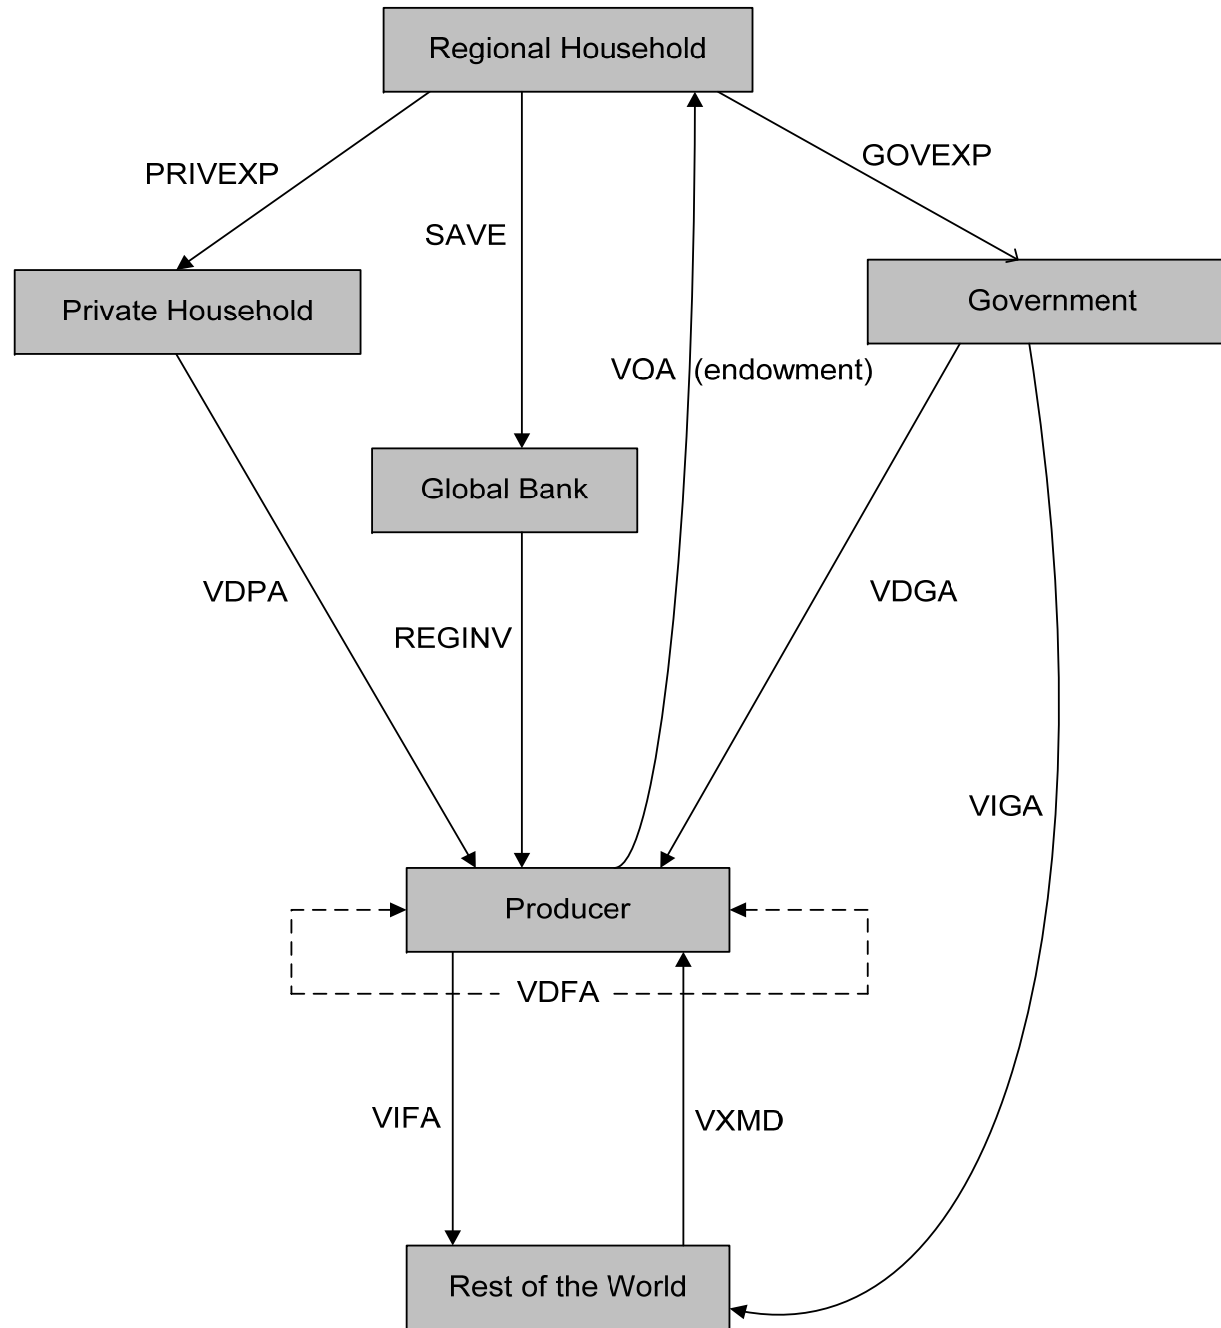 Regional Household
GOVEXP
PRIVEXP
SAVE
Private Household
Government
VOA (endowment)
Global Bank
VDPA
VDGA
REGINV
VIGA
Producer
VDFA
VIFA
VXMD
Rest of the World